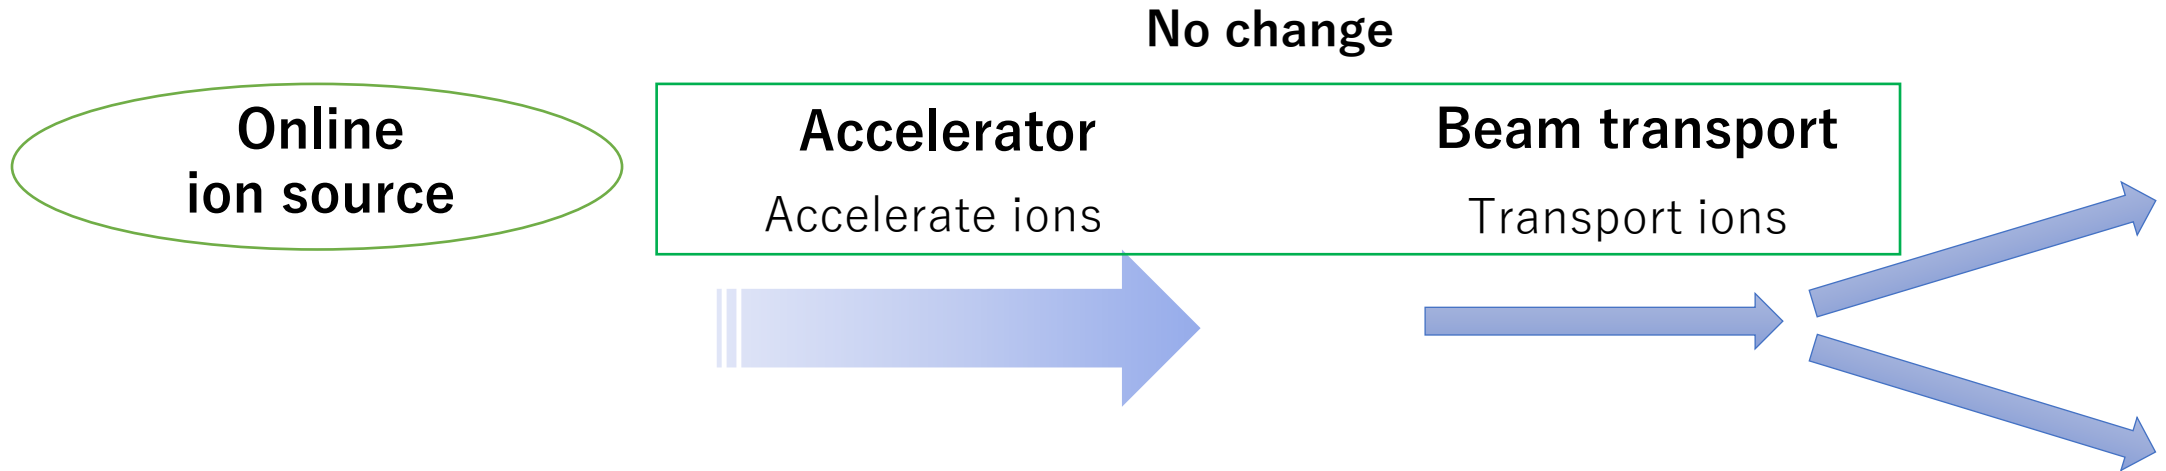 No change
Online
ion source
Accelerator
Accelerate ions
Beam transport
Transport ions